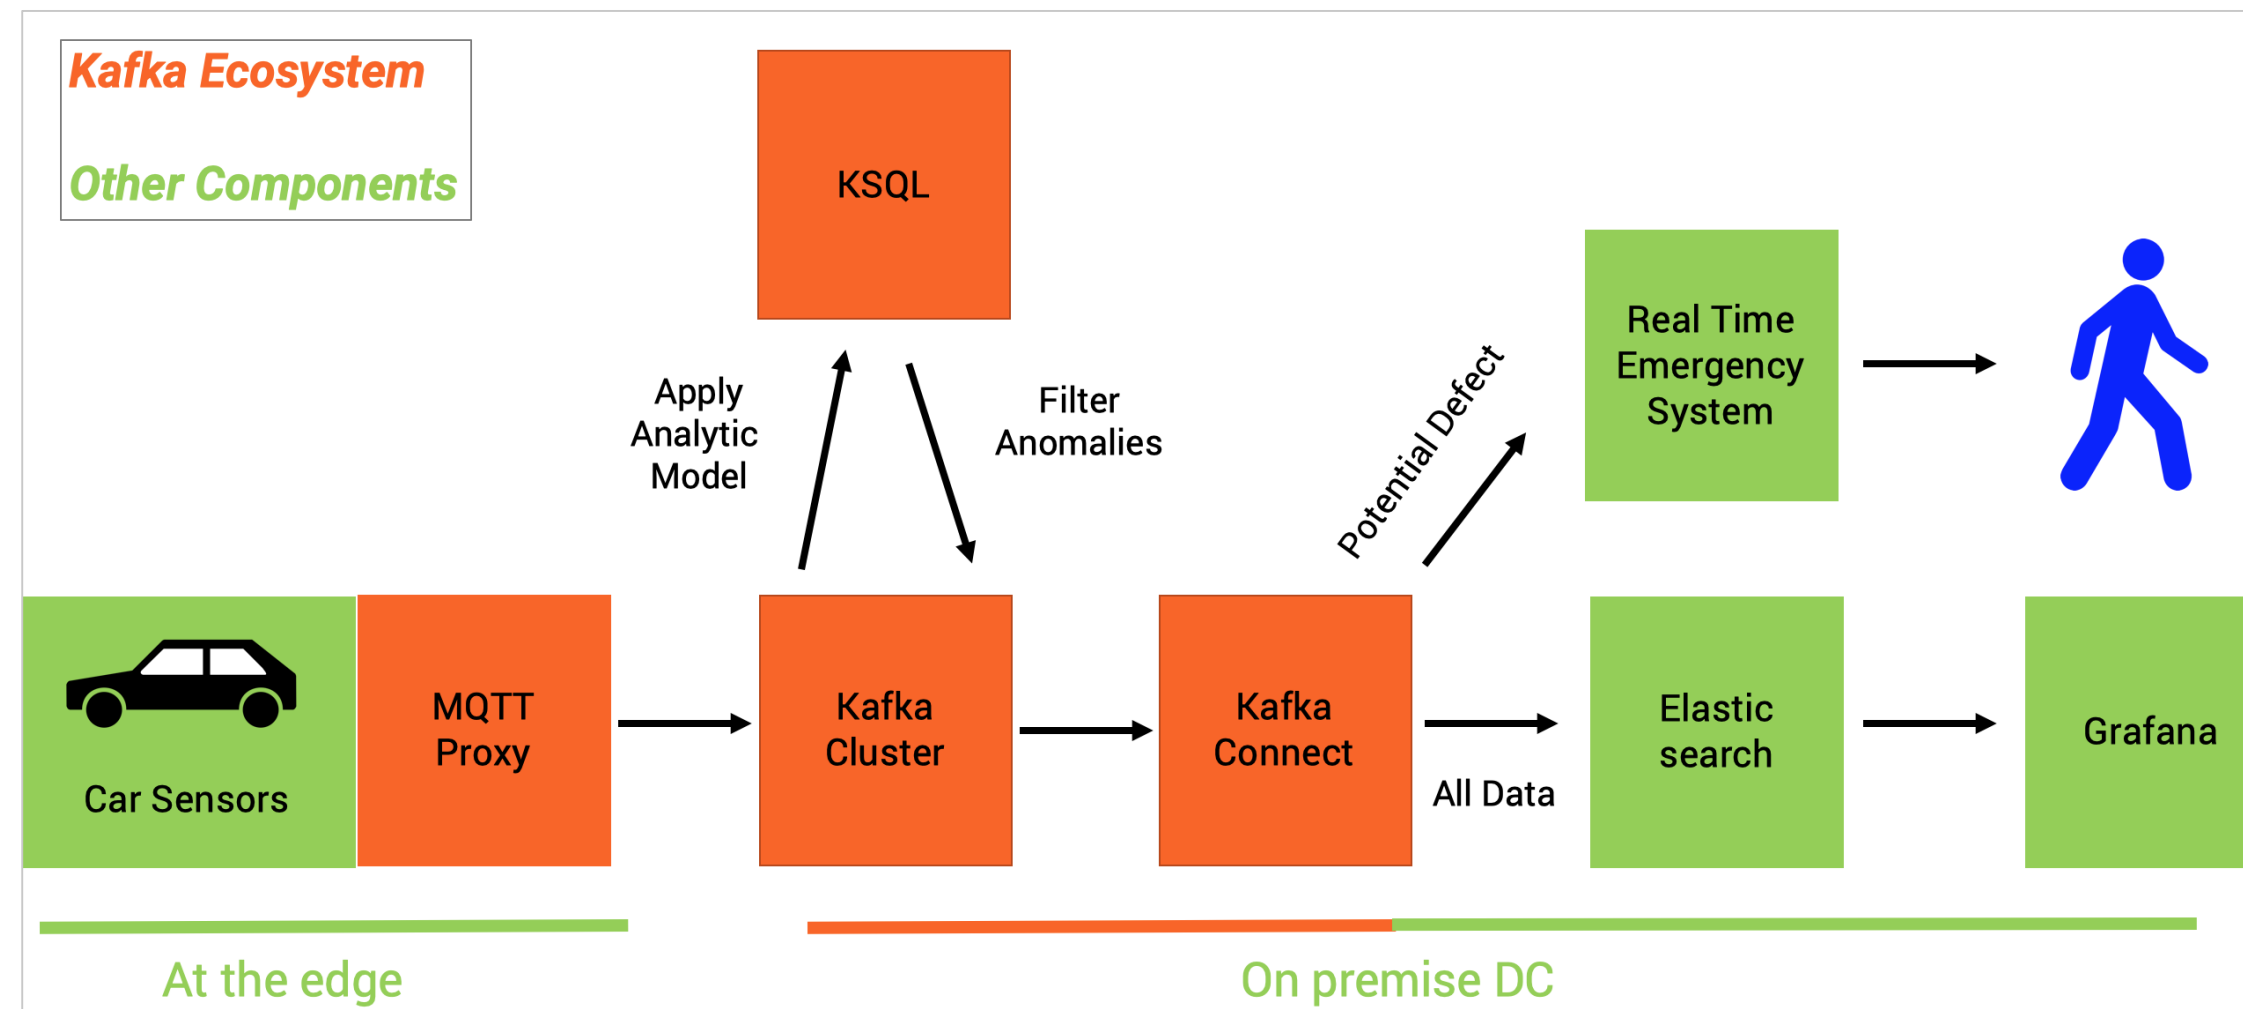 Kafka Ecosystem
Other Components
KSQL
Apply
Analytic
Model
Filter
Anomalies
Potential Defect
Real Time
Emergency
System
Car Sensors
MQTT
Proxy
Kafka
Cluster
Kafka
Connect
All Data
Elastic
search
Grafana
At the edge
On premise DC